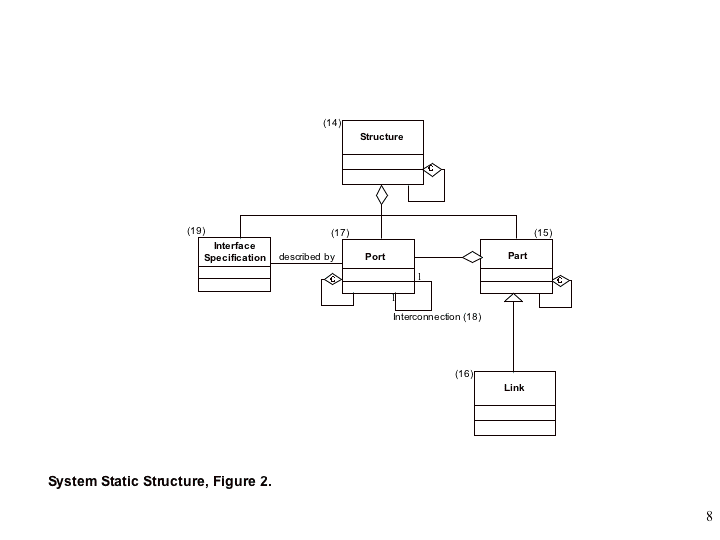 (14)
Structure
C
(19)
(17)
(15)
Interface
Specification
described by
Port
Part
C
1
C
1
Interconnection (18)
(16)
Link
System Static Structure, Figure 2.
8